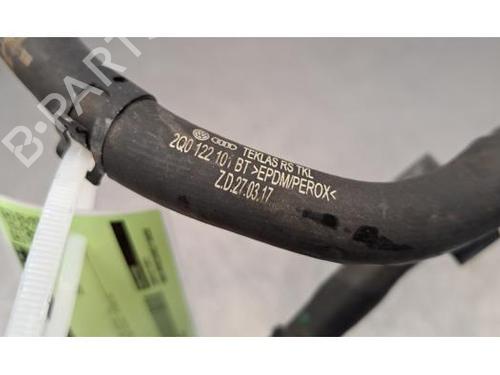 TEKLAS RS TKL
2Q0 122 101 BT >EPDM/PEROX<
Z.D.27.03.17
B-PARTS